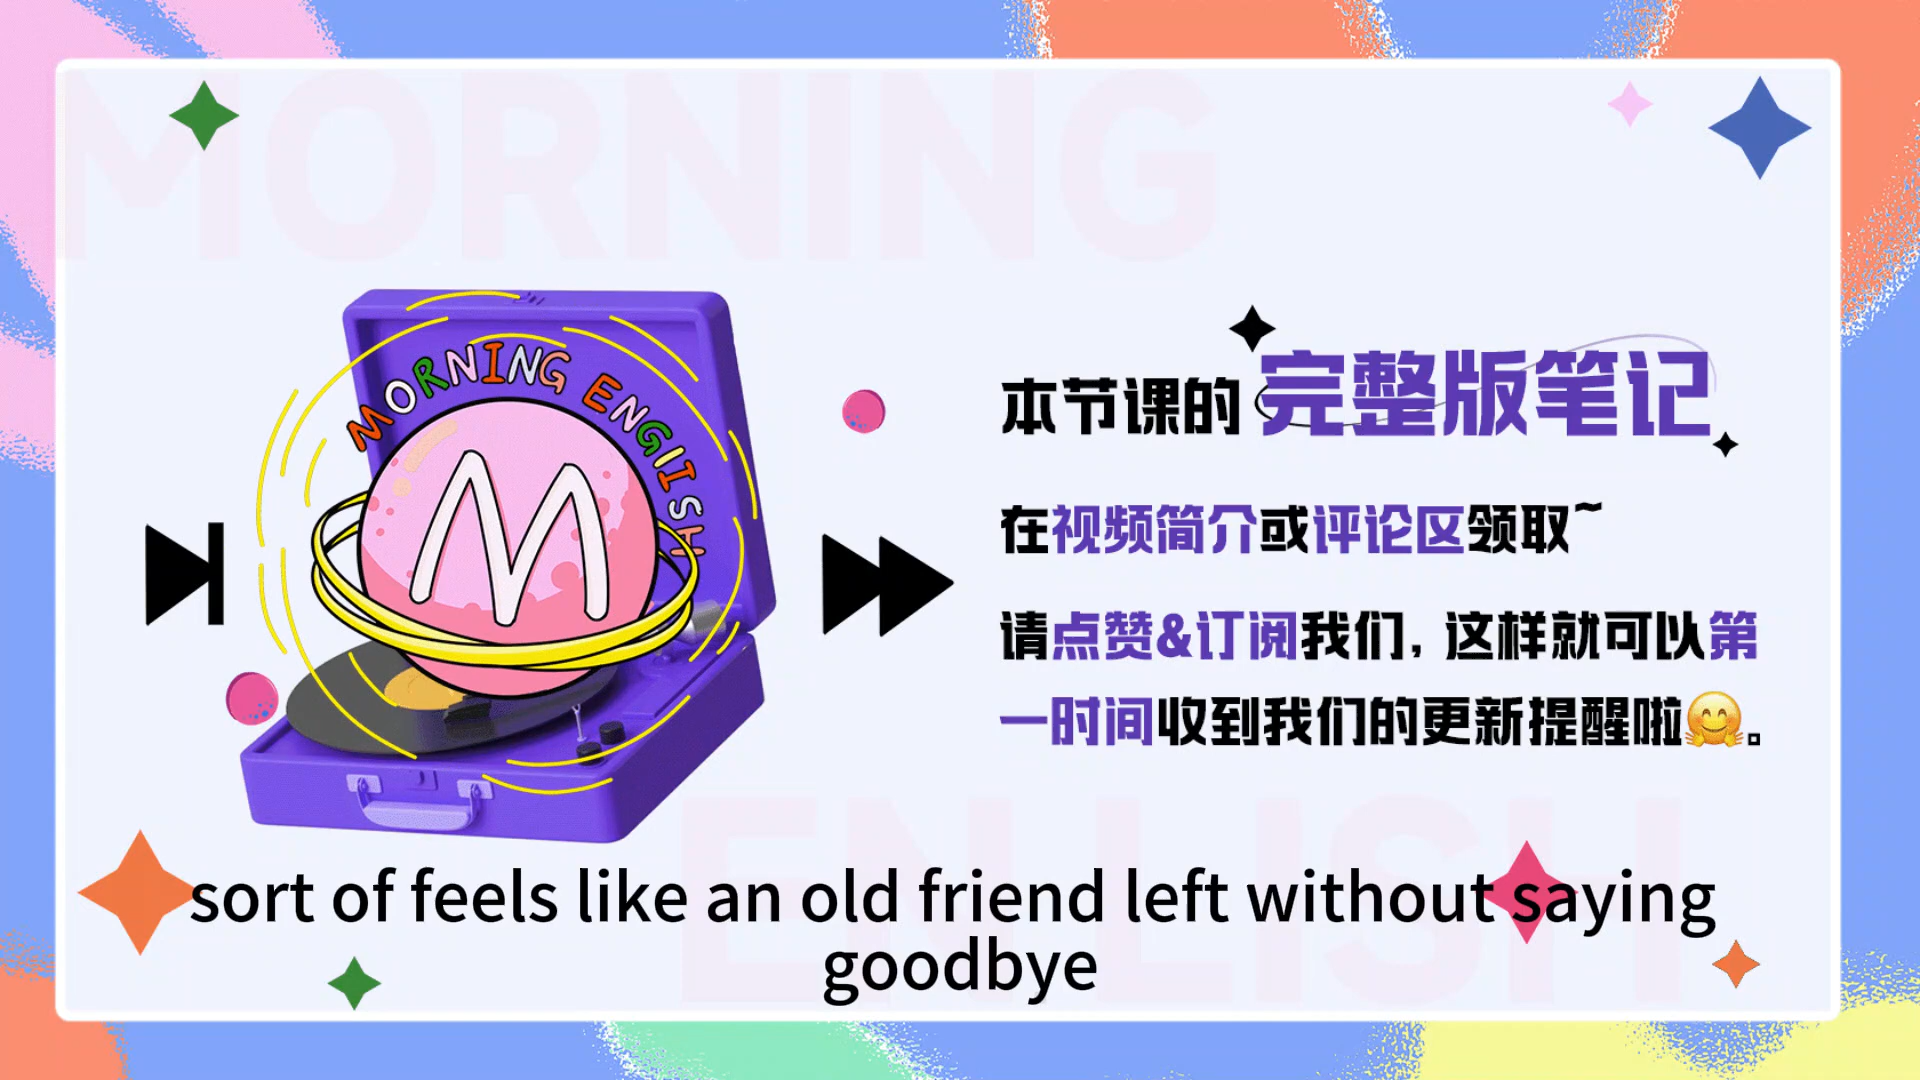 MORNING
MORNING ENGLISH
M
本节课的完整版笔记
在视频简介或评论区领取~
请点赞&订阅我们，这样就可以第
一时间收到我们的更新提醒啦🤗。
EN LISH
sort of feels like an old friend left without saying
goodbye